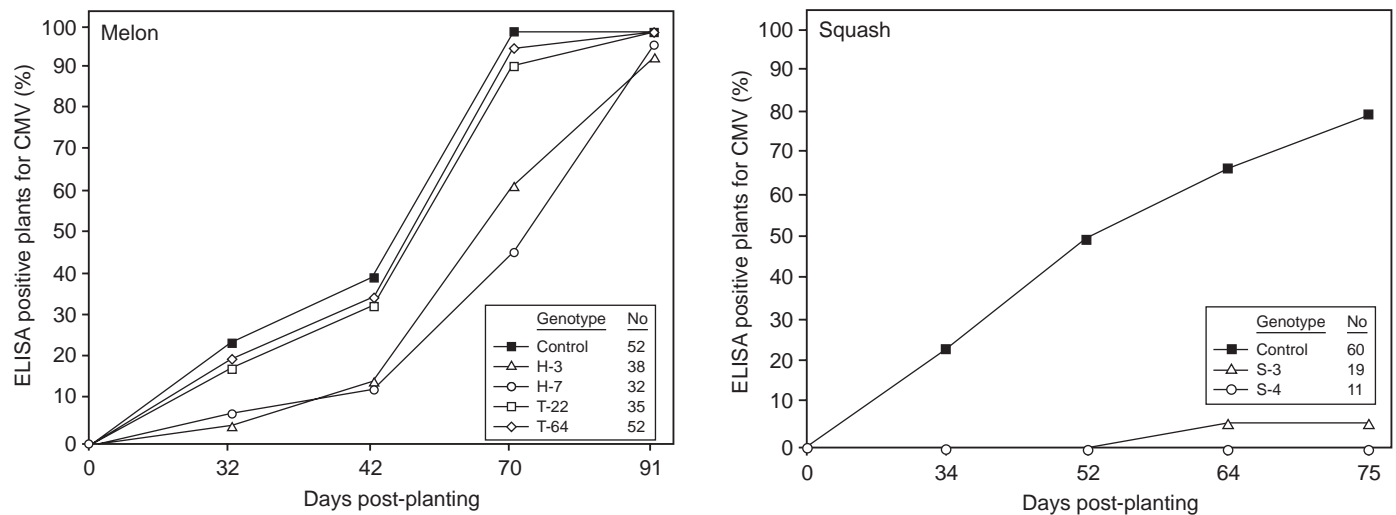 Melon
ELISA positive plants for CMV (%)
100
90
80
70
60
50
40
30
20
10
0
Genotype No
Control 52
H-3 38
H-7 32
T-22 35
T-64 52
0 32 42 70 91
Days post-planting
Squash
ELISA positive plants for CMV (%)
100
90
80
70
60
50
40
30
20
10
0
Genotype No
Control 60
S-3 19
S-4 11
0 34 52 64 75
Days post-planting